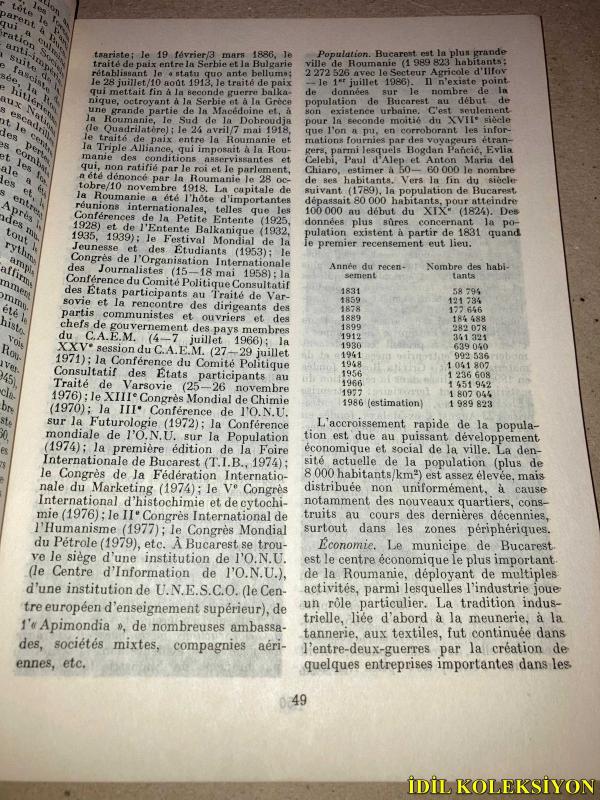 tsariste; le 19 février/3 mars 1886, le
traité de paix entre la Serbie et la Bulgarie
rétablissant le « statu quo ante bellums;
le 28 juillet/10 août 1913, le traité de paix
qui mettait fin à la seconde guerre balka-
nique, octroyant à la Serbie et à la Grèce
une grande partie de la Macédoine et, à
la Roumanie, le Sud de la Dobroudja
(le Quadrilatère); le 24 avril/7 mai 1918,
le traité de paix entre la Roumanie et
la Triple Alliance, qui imposait à la Rou-
manie des conditions asservissantes et
qui, non ratifié par le roi et le parlement,
a été dénoncé par la Roumanie le 28 oc-
tobre/10 novembre 1918. La capitale de
la Roumanie a été l'hôte d'importantes
réunions internationales, telles que les
Conférences de la Petite Entente (1925,
1928) et de l'Entente Balkanique (1932,
1935, 1939); le Festival Mondial de la
Jeunesse et des Étudiants (1953); le
Congrès de l'Organisation Internationale
des Journalistes (15—18 mai 1958); la
Conférence du Comité Politique Consultatif
des États participants au Traité de Var-
sovie et la rencontre des dirigeants des
partis communistes et ouvriers et des
chefs de gouvernement des pays membres
du C.A.E.M. (4—7 juillet 1966); la
XXVe session du C.A.E.M. (27—29 juillet
1971); la Conférence du Comité Politique
Consultatif des États participants au
Traité de Varsovie (25—26 novembre
1976); le XIIIe Congrès Mondial de Chimie
(1970); la IIIe Conférence de l'O.N.U.
sur la Futurologie (1972); la Conférence
mondiale de l'O.N.U. sur la Population
(1974); la première édition de la Foire
Internationale de Bucarest (T.I.B., 1974);
le Congrès de la Fédération Internatio-
nale du Marketing (1974); le Ve Congrès
International d'histochimie et de cytochi-
mie (1976); le IIe Congrès International de
l'Humanisme (1977); le Congrès Mondial
du Pétrole (1979), etc. À Bucarest se trou-
ve le siège d'une institution de l'O.N.U.
(le Centre d'Information de l'O.N.U.),
d'une institution de U.N.E.S.C.O. (le Cen-
tre européen d'enseignement supérieur), de
l'« Apimondia », de nombreuses ambassa-
des, sociétés mixtes, compagnies aéri-
ennes, etc.
Population. Bucarest est la plus grande
ville de Roumanie (1 989 823 habitants;
2 272 526 avec le Secteur Agricole d'Ilfov
— le 1er juillet 1986). Il n'existe point
de données sur le nombre de la
population de Bucarest au début de
son existence urbaine. C'est seulement
pour la seconde moitié du XVIIe siècle
que l'on a pu, en corroborant les infor-
mations fournies par des voyageurs étran-
gers, parmi lesquels Bogdan Pańcé, Evlia
Celebi, Paul d'Alep et Anton Maria del
Chiaro, estimer à 50— 60 000 le nombre
de ses habitants. Vers la fin du siècle
suivant (1789), la population de Bucarest
dépassait 80 000 habitants, pour atteindre
100 000 au début du XIXe (1824). Des
données plus sûres concernant la po-
pulation existent à partir de 1831 quand
le premier recensement eut lieu.
Année du recen- Nombre des habi-
sement tants
1831 58 794
1859 121 734
1878 177 646
1889 184 488
1899 282 078
1912 341 321
1930 639 040
1941 992 536
1948 1 041 807
1956 1 236 608
1966 1 451 942
1977 1 807 044
1986 (estimation) 1 989 823
L'accroissement rapide de la popula-
tion est due au puissant développement
économique et social de la ville. La den-
sité actuelle de la population (plus de
8 000 habitants/km²) est assez élevée, mais
distribuée non uniformément, à cause
notamment des nouveaux quartiers, cons-
truits au cours des dernières décennies,
surtout dans les zones périphériques.
Économie. Le municipe de Bucarest
est le centre économique le plus important
de la Roumanie, déployant de multiples
activités, parmi lesquelles l'industrie joue
un rôle particulier. La tradition indus-
trielle, liée d'abord à la meunerie, à la
tannerie, aux textiles, fut continuée dans
l'entre-deux-guerres par la création de
quelques entreprises importantes dans les
49
İDİL KOLEKSİYON